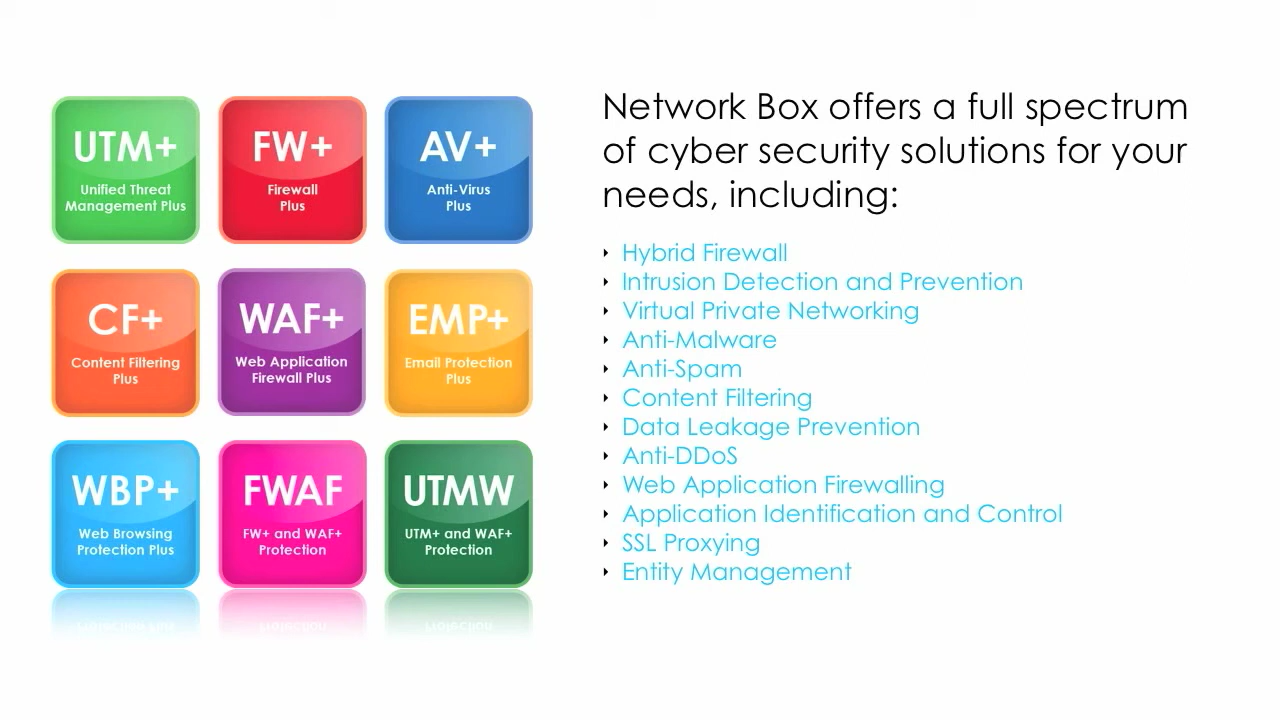 UTM+
Unified Threat
Management Plus
FW+
Firewall
Plus
AV+
Anti-Virus
Plus
CF+
Content Filtering
Plus
WAF+
Web Application
Firewall Plus
EMP+
Email Protection
Plus
WBP+
Web Browsing
Protection Plus
FWAF
FW+ and WAF+
Protection
UTMW
UTM+ and WAF+
Protection
Network Box offers a full spectrum
of cyber security solutions for your
needs, including:
Hybrid Firewall
Intrusion Detection and Prevention
Virtual Private Networking
Anti-Malware
Anti-Spam
Content Filtering
Data Leakage Prevention
Anti-DDoS
Web Application Firewalling
Application Identification and Control
SSL Proxying
Entity Management